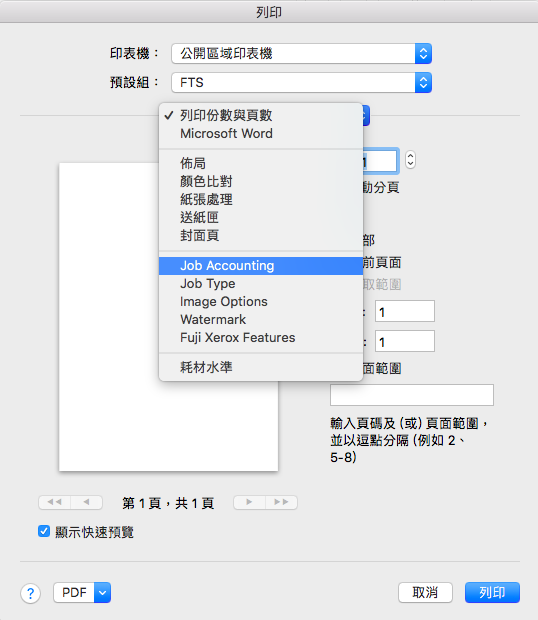 列印
印表機： 公開區域印表機
預設組： FTS
✓ 列印份數與頁數
Microsoft Word
佈局
顏色比對
紙張處理
送紙匣
封面頁
Job Accounting
Job Type
Image Options
Watermark
Fuji Xerox Features
耗材水準
1
動分頁
部
前頁面
取範圍
: 1
: 1
面範圍
輸入頁碼及 (或) 頁面範圍，
並以逗點分隔 (例如 2、
5-8)
第 1 頁，共 1 頁
顯示快速預覽
? PDF 取消 列印